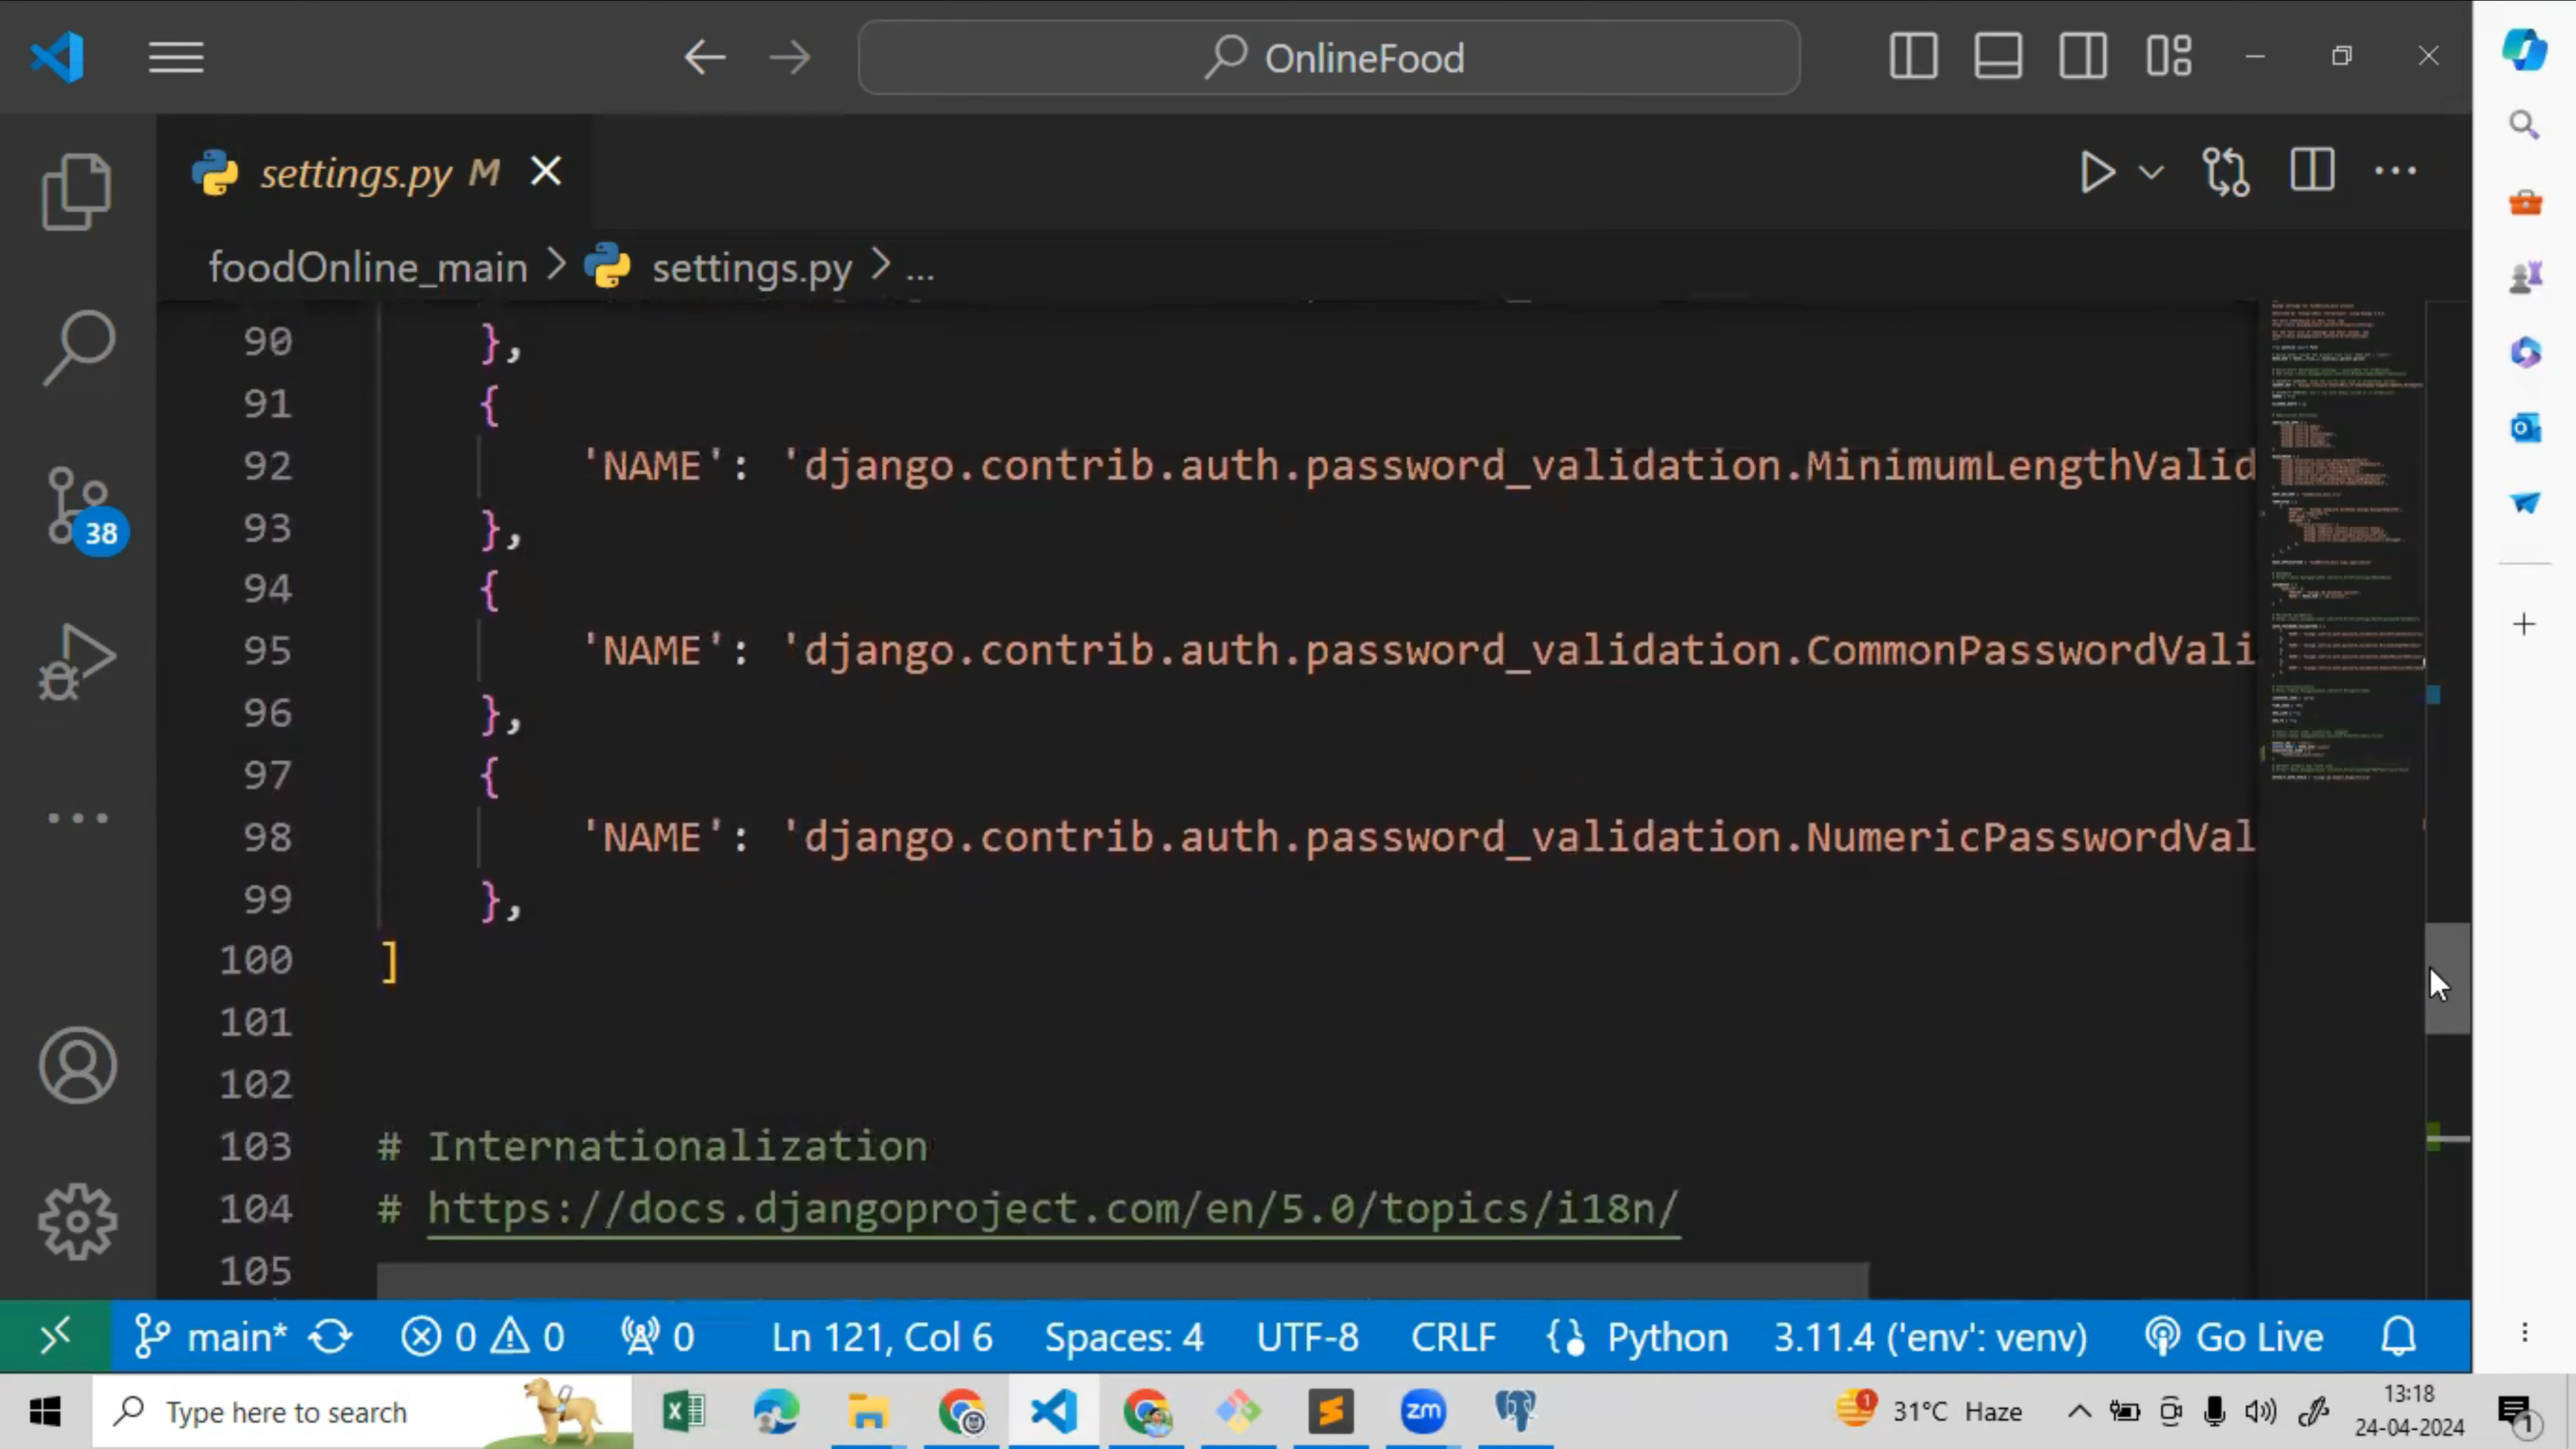 OnlineFood
settings.py M
foodOnline_main > settings.py > ...
90 },
91 {
92 'NAME': 'django.contrib.auth.password_validation.MinimumLengthValid
93 },
94 {
95 'NAME': 'django.contrib.auth.password_validation.CommonPasswordVali
96 },
97 {
98 'NAME': 'django.contrib.auth.password_validation.NumericPasswordVal
99 },
100 ]
101
102
103 # Internationalization
104 # https://docs.djangoproject.com/en/5.0/topics/i18n/
105
38
main* 0 0 0 Ln 121, Col 6 Spaces: 4 UTF-8 CRLF Python 3.11.4 ('env': venv) Go Live
Type here to search zm 1 31°C Haze 13:18
24-04-2024 1